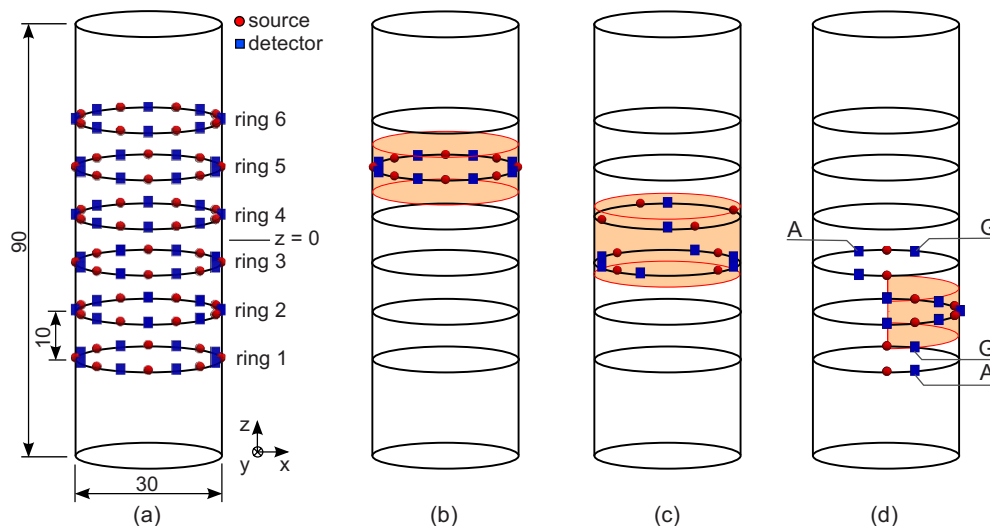 source
detector
ring 6
ring 5
ring 4
z = 0
ring 3
ring 2
ring 1
90
10
30
z
y
x
A
G
G
A
(a)
(b)
(c)
(d)